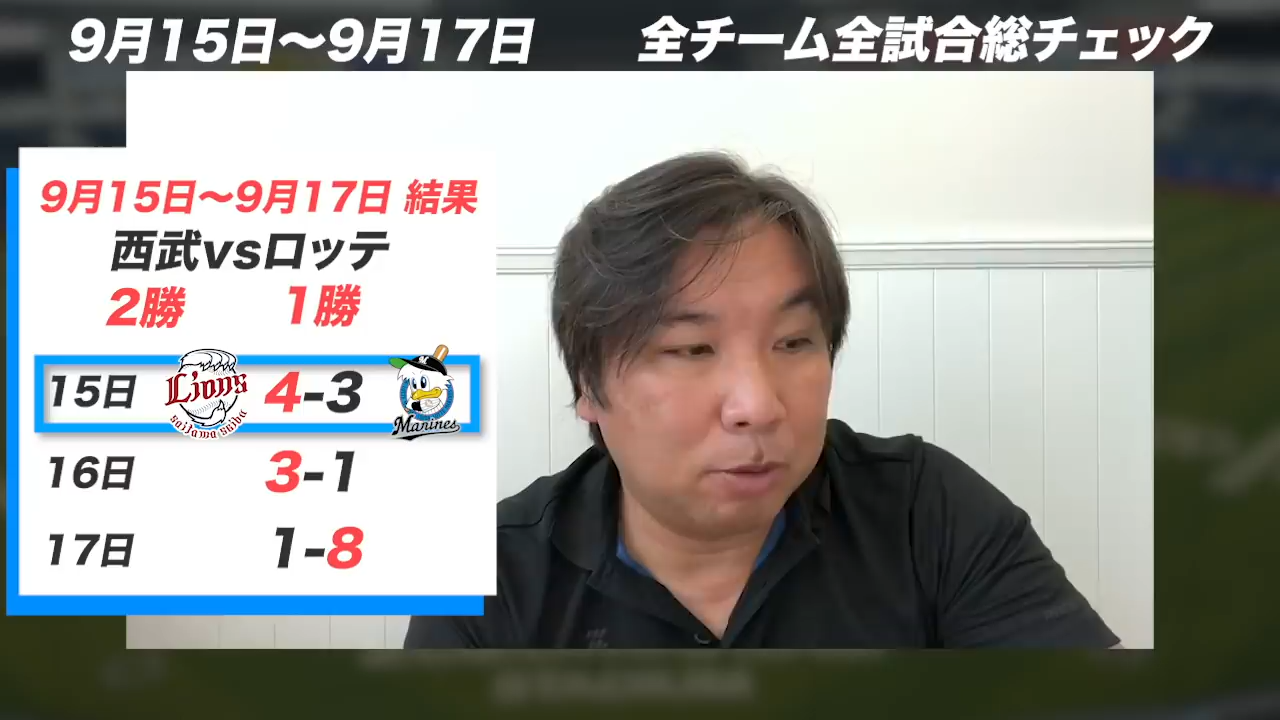 9月15日〜9月17日　全チーム全試合総チェック
9月15日〜9月17日 結果
西武vsロッテ
2勝 1勝
15日 Lions saitama seibu 4-3 Marines
16日 3-1
17日 1-8